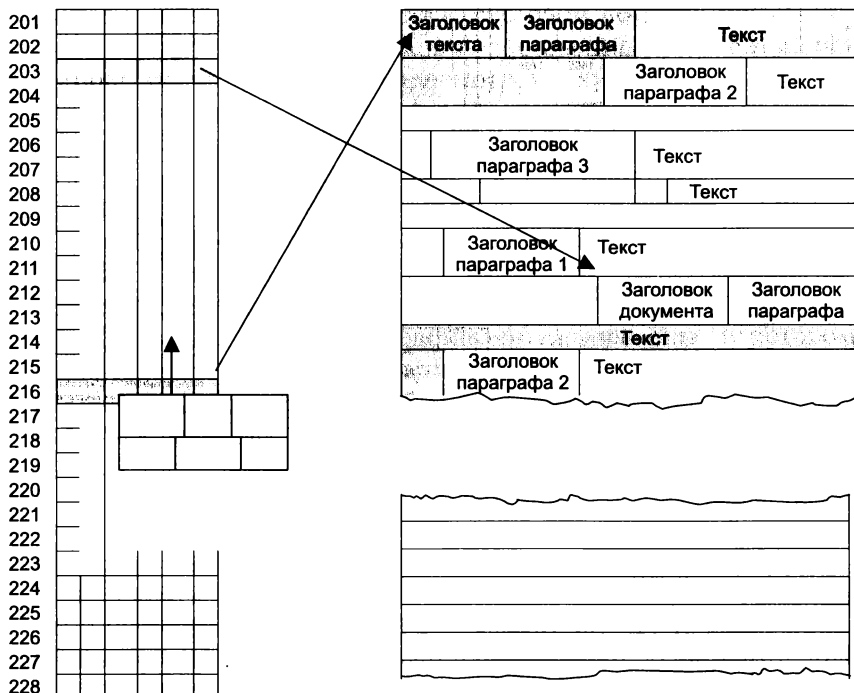 201
202
203
204
205
206
207
208
209
210
211
212
213
214
215
216
217
218
219
220
221
222
223
224
225
226
227
228
Заголовок текста
Заголовок параграфа
Текст
Заголовок параграфа 2
Текст
Заголовок параграфа 3
Текст
Текст
Заголовок параграфа 1
Текст
Заголовок документа
Заголовок параграфа
Текст
Заголовок параграфа 2
Текст